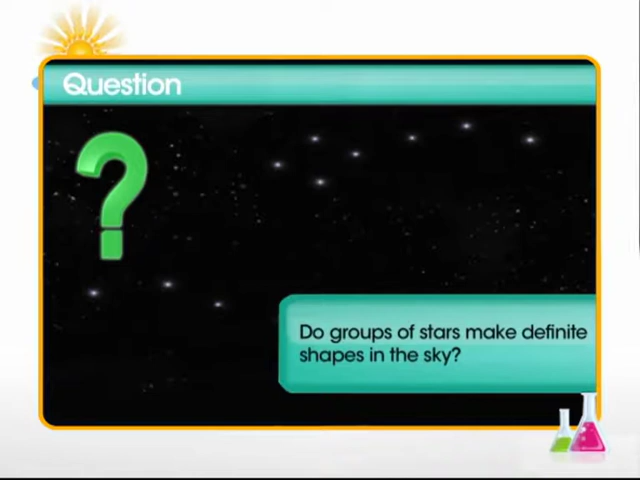 Question
?
Do groups of stars make definite
shapes in the sky?